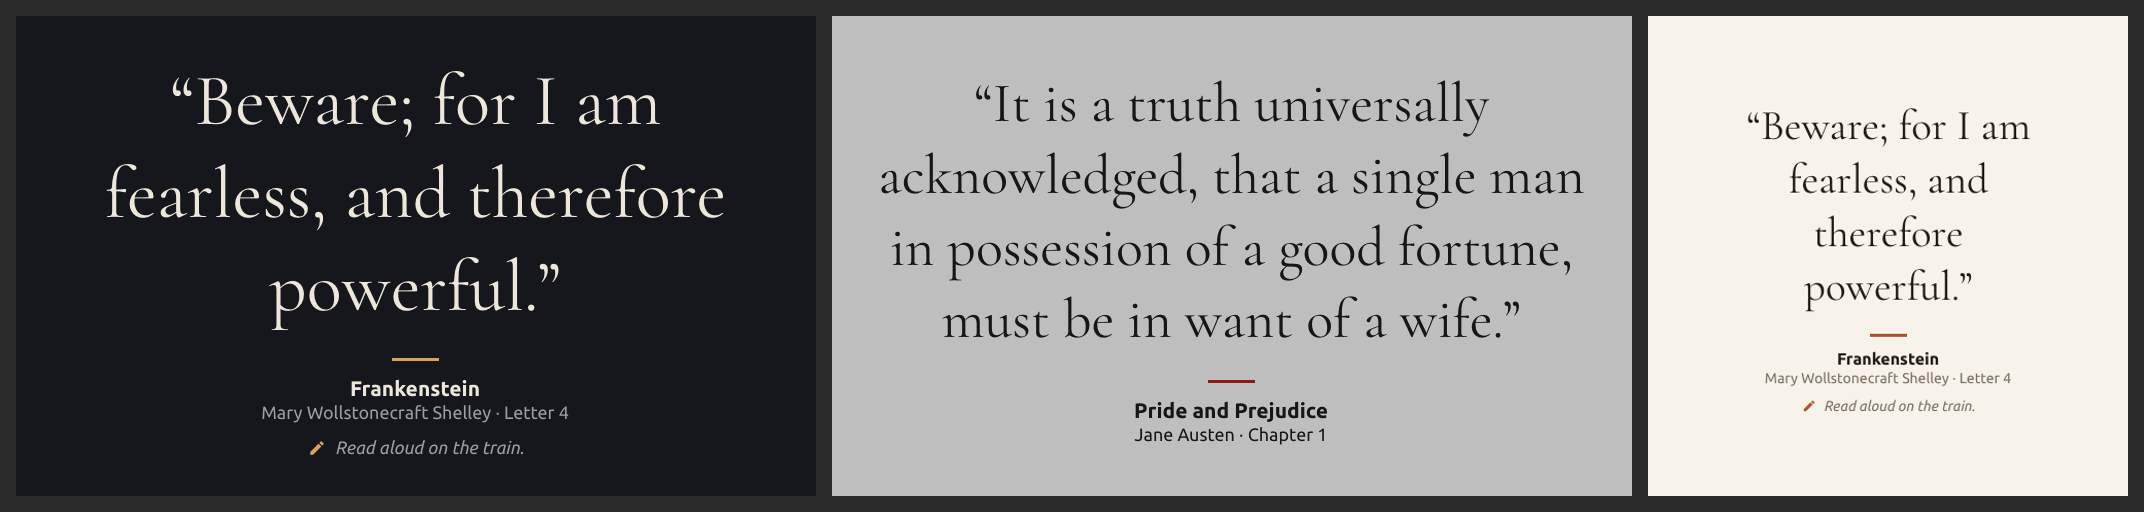 “Beware; for I am
fearless, and therefore
powerful.”
Frankenstein
Mary Wollstonecraft Shelley · Letter 4
Read aloud on the train.
“It is a truth universally
acknowledged, that a single man
in possession of a good fortune,
must be in want of a wife.”
Pride and Prejudice
Jane Austen · Chapter 1
“Beware; for I am
fearless, and
therefore
powerful.”
Frankenstein
Mary Wollstonecraft Shelley · Letter 4
Read aloud on the train.